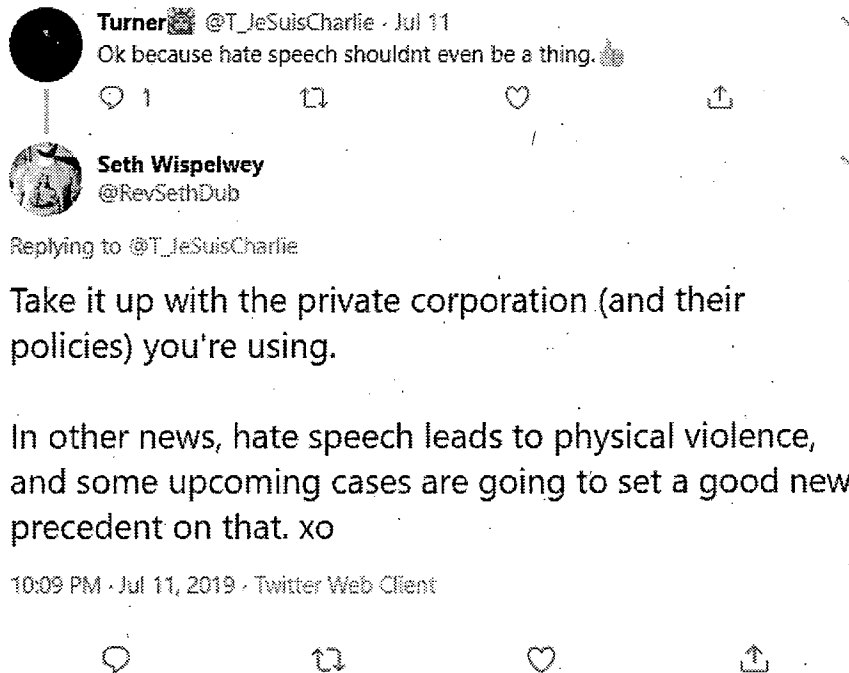 Turner @T_JeSuisCharlie · Jul 11
Ok because hate speech shouldnt even be a thing.
1
Seth Wispelwey
@RevSethDub
Replying to @T_JeSuisCharlie
Take it up with the private corporation (and their
policies) you're using.
In other news, hate speech leads to physical violence,
and some upcoming cases are going to set a good new
precedent on that. xo
10:09 PM · Jul 11, 2019 · Twitter Web Client